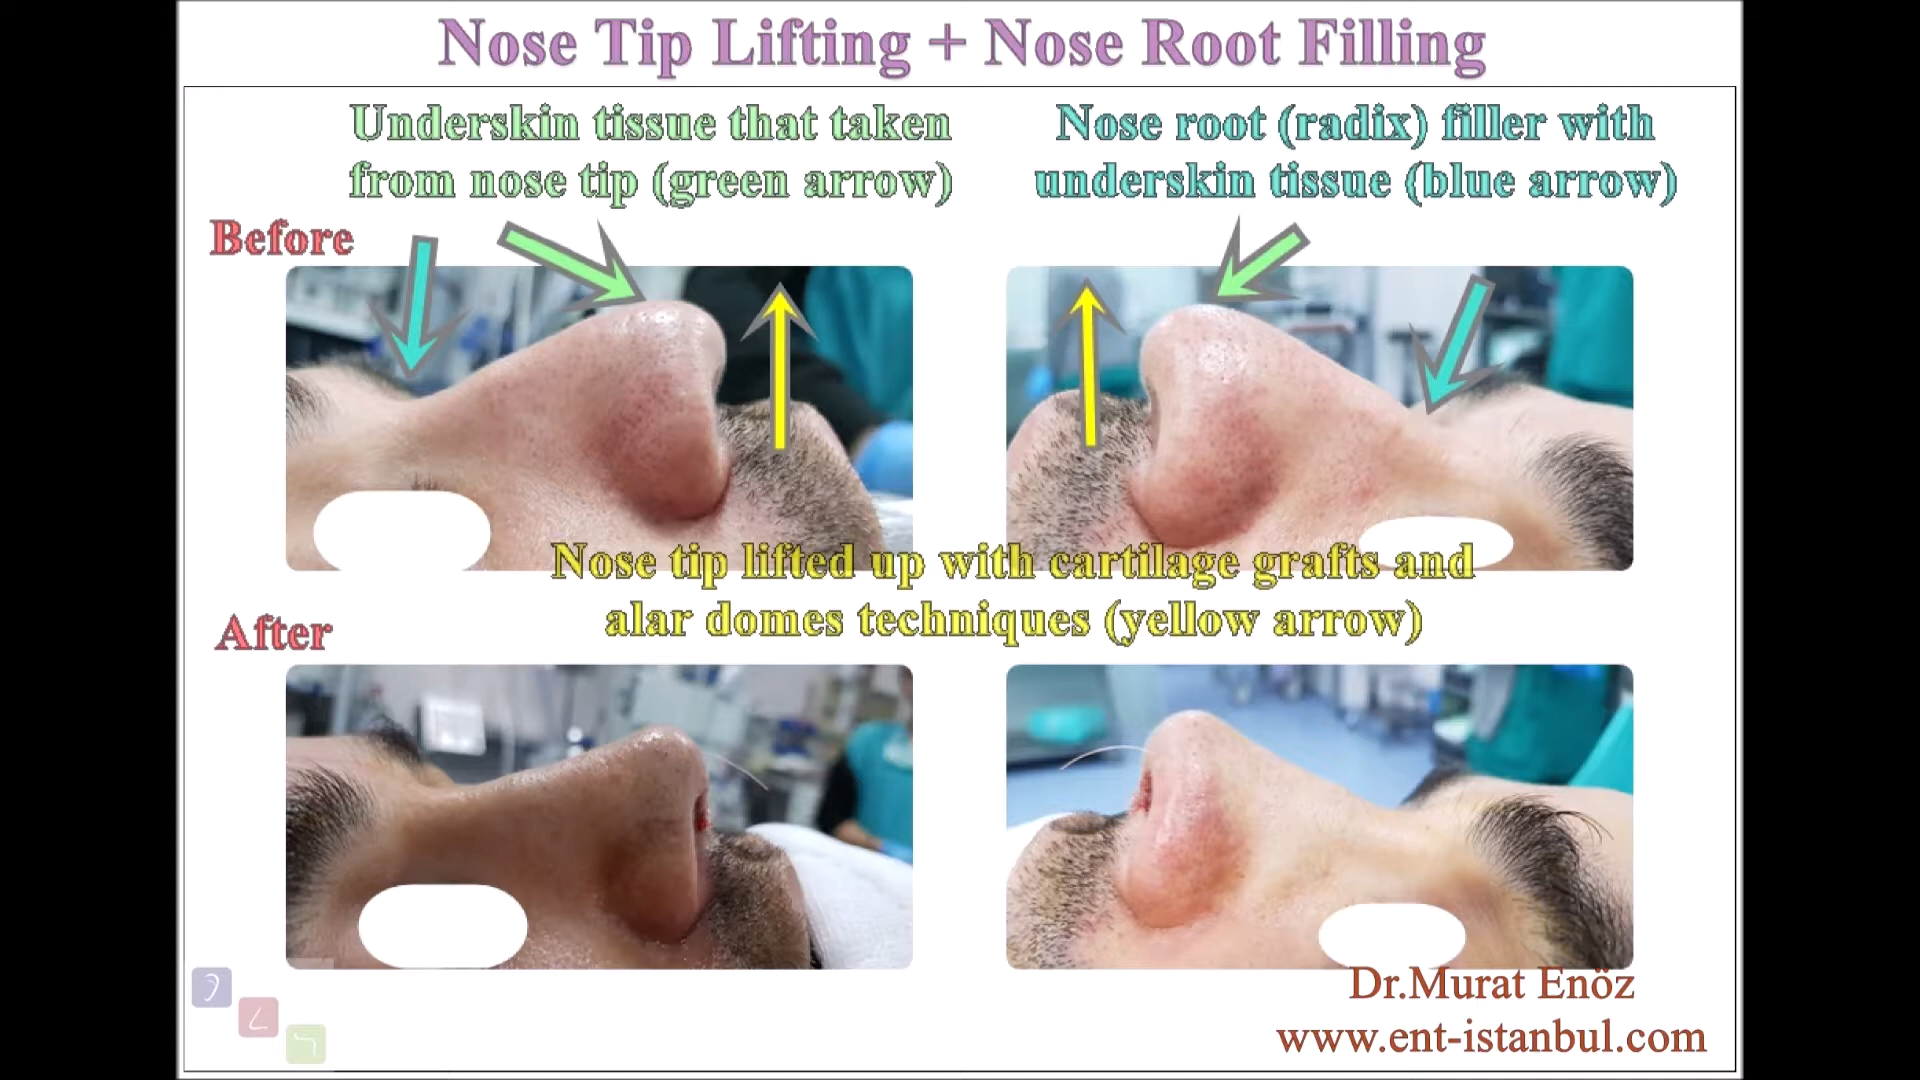 Nose Tip Lifting + Nose Root Filling
Underskin tissue that taken
from nose tip (green arrow)
Nose root (radix) filler with
underskin tissue (blue arrow)
Before
Nose tip lifted up with cartilage grafts and
alar domes techniques (yellow arrow)
After
Dr.Murat Enöz
www.ent-istanbul.com